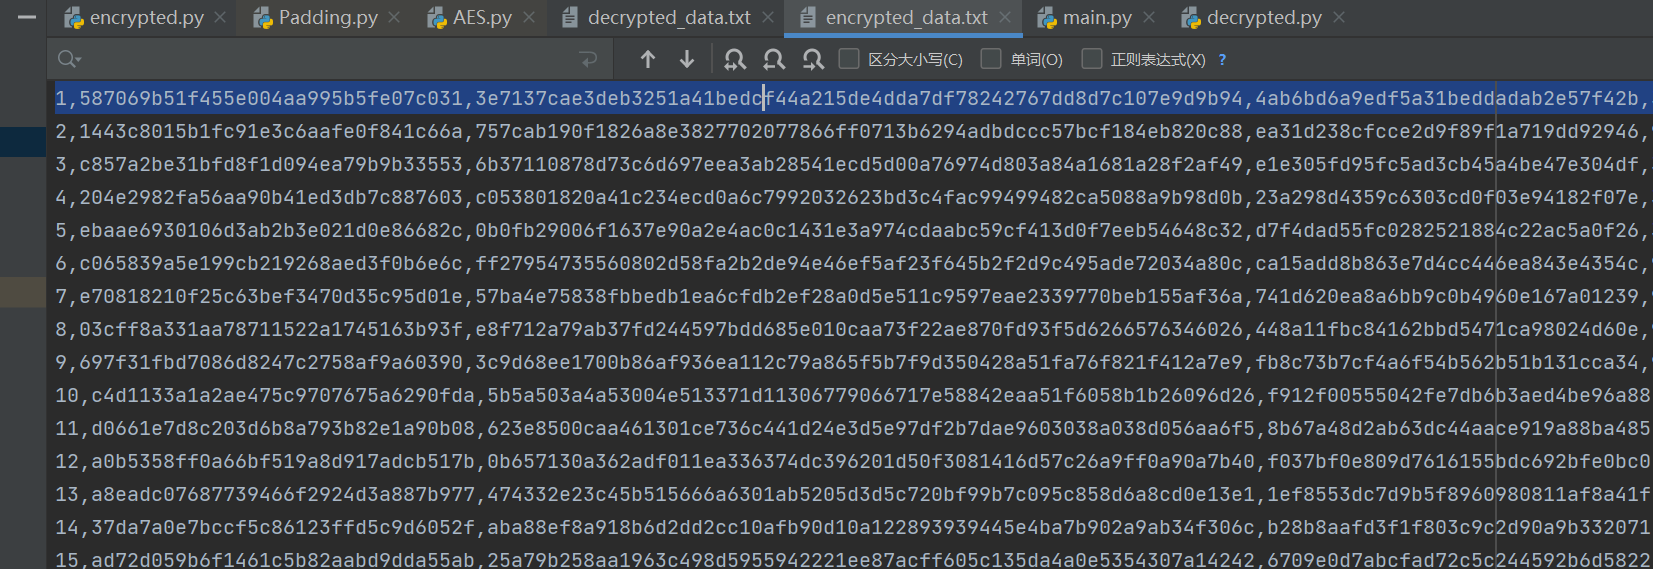 encrypted.py Padding.py AES.py decrypted_data.txt encrypted_data.txt main.py decrypted.py
区分大小写(C) 单词(O) 正则表达式(X) ?
1,587069b51f455e004aa995b5fe07c031,3e7137cae3deb3251a41bedcf44a215de4dda7df78242767dd8d7c107e9d9b94,4ab6bd6a9edf5a31beddadab2e57f42b,
2,1443c8015b1fc91e3c6aafe0f841c66a,757cab190f1826a8e3827702077866ff0713b6294adbdccc57bcf184eb820c88,ea31d238cfcce2d9f89f1a719dd92946,
3,c857a2be31bfd8f1d094ea79b9b33553,6b37110878d73c6d697eea3ab28541ecd5d00a76974d803a84a1681a28f2af49,e1e305fd95fc5ad3cb45a4be47e304df,
4,204e2982fa56aa90b41ed3db7c887603,c053801820a41c234ecd0a6c7992032623bd3c4fac99499482ca5088a9b98d0b,23a298d4359c6303cd0f03e94182f07e,
5,ebaae6930106d3ab2b3e021d0e86682c,0b0fb29006f1637e90a2e4ac0c1431e3a974cdaabc59cf413d0f7eeb54648c32,d7f4dad55fc0282521884c22ac5a0f26,
6,c065839a5e199cb219268aed3f0b6e6c,ff27954735560802d58fa2b2de94e46ef5af23f645b2f2d9c495ade72034a80c,ca15add8b863e7d4cc446ea843e4354c,
7,e70818210f25c63bef3470d35c95d01e,57ba4e75838fbbedb1ea6cfdb2ef28a0d5e511c9597eae2339770beb155af36a,741d620ea8a6bb9c0b4960e167a01239,
8,03cff8a331aa78711522a1745163b93f,e8f712a79ab37fd244597bdd685e010caa73f22ae870fd93f5d6266576346026,448a11fbc84162bbd5471ca98024d60e,
9,697f31fbd7086d8247c2758af9a60390,3c9d68ee1700b86af936ea112c79a865f5b7f9d350428a51fa76f821f412a7e9,fb8c73b7cf4a6f54b562b51b131cca34,
10,c4d1133a1a2ae475c9707675a6290fda,5b5a503a4a53004e513371d11306779066717e58842eaa51f6058b1b26096d26,f912f00555042fe7db6b3aed4be96a88
11,d0661e7d8c203d6b8a793b82e1a90b08,623e8500caa461301ce736c441d24e3d5e97df2b7dae9603038a038d056aa6f5,8b67a48d2ab63dc44aace919a88ba485
12,a0b5358ff0a66bf519a8d917adcb517b,0b657130a362adf011ea336374dc396201d50f3081416d57c26a9ff0a90a7b40,f037bf0e809d7616155bdc692bfe0bc0
13,a8eadc07687739466f2924d3a887b977,474332e23c45b515666a6301ab5205d3d5c720bf99b7c095c858d6a8cd0e13e1,1ef8553dc7d9b5f8960980811af8a41f
14,37da7a0e7bccf5c86123ffd5c9d6052f,aba88ef8a918b6d2dd2cc10afb90d10a122893939445e4ba7b902a9ab34f306c,b28b8aafd3f1f803c9c2d90a9b332071
15,ad72d059b6f1461c5b82aabd9dda55ab,25a79b258aa1963c498d5955942221ee87acff605c135da4a0e5354307a14242,6709e0d7abcfad72c5c244592b6d5822